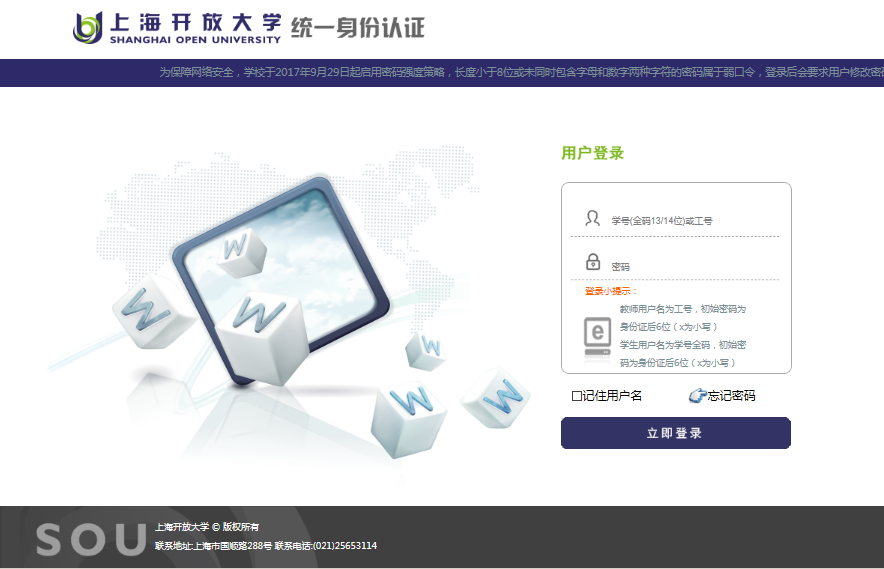 上海开放大学 统一身份认证
SHANGHAI OPEN UNIVERSITY
为保障网络安全，学校于2017年9月29日起启用密码强度策略，长度小于8位或未同时包含字母和数字两种字符的密码属于弱口令，登录后会要求用户修改密码
用户登录
学号(全码13/14位)或工号
密码
登录小提示：
教师用户名为工号，初始密码为
身份证后6位（x为小写）
学生用户名为学号全码，初始密
码为身份证后6位（x为小写）
记住用户名 忘记密码
立即登录
W
W
W
W
W
W
SOU
上海开放大学 © 版权所有
联系地址:上海市国顺路288号 联系电话:(021)25653114